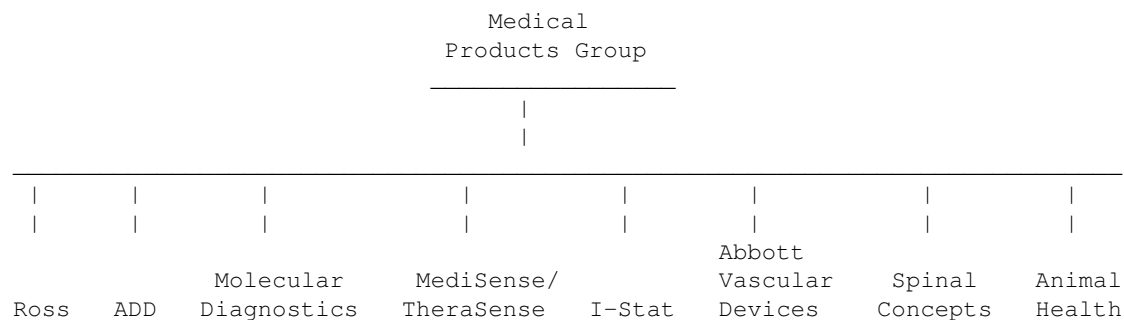 Medical
Products Group
Abbott
Molecular MediSense/ Vascular Spinal Animal
Ross ADD Diagnostics TheraSense I-Stat Devices Concepts Health